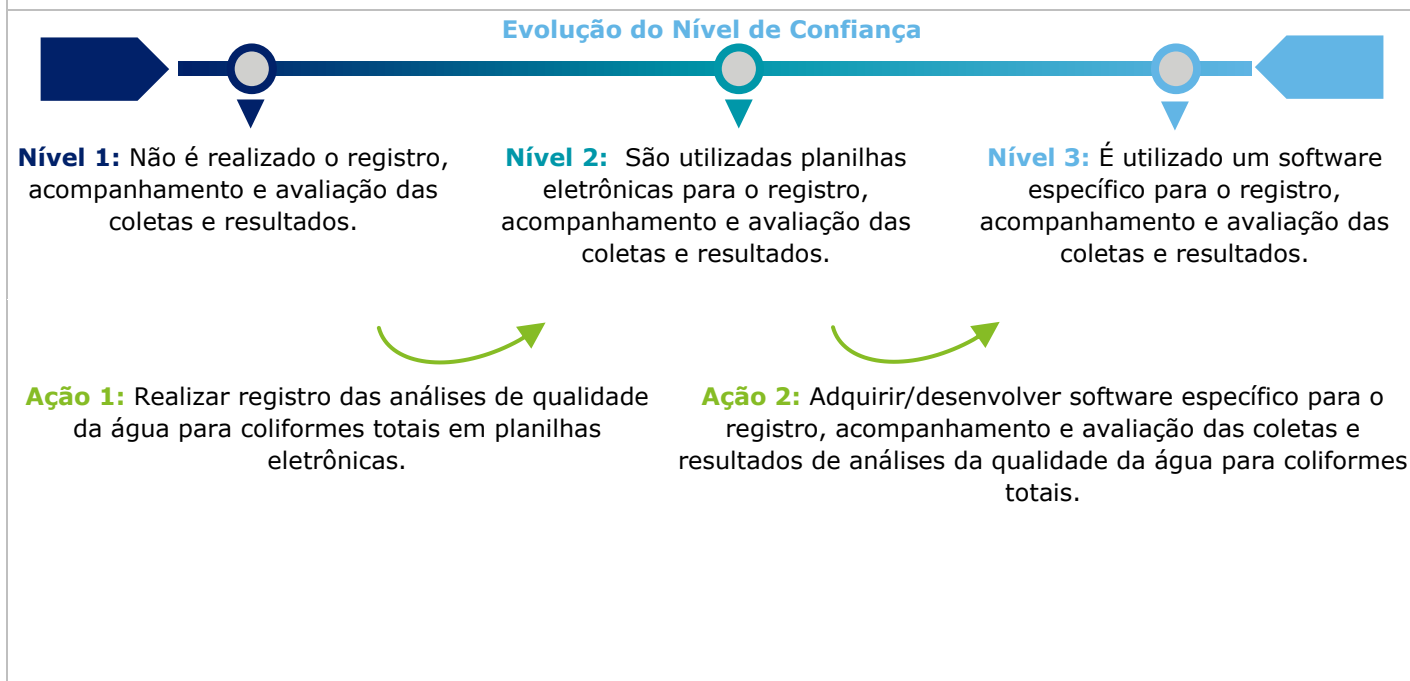 Evolução do Nível de Confiança
Nível 1: Não é realizado o registro,
acompanhamento e avaliação das
coletas e resultados.
Nível 2: São utilizadas planilhas
eletrônicas para o registro,
acompanhamento e avaliação das
coletas e resultados.
Nível 3: É utilizado um software
específico para o registro,
acompanhamento e avaliação das
coletas e resultados.
Ação 1: Realizar registro das análises de qualidade
da água para coliformes totais em planilhas
eletrônicas.
Ação 2: Adquirir/desenvolver software específico para o
registro, acompanhamento e avaliação das coletas e
resultados de análises da qualidade da água para coliformes
totais.